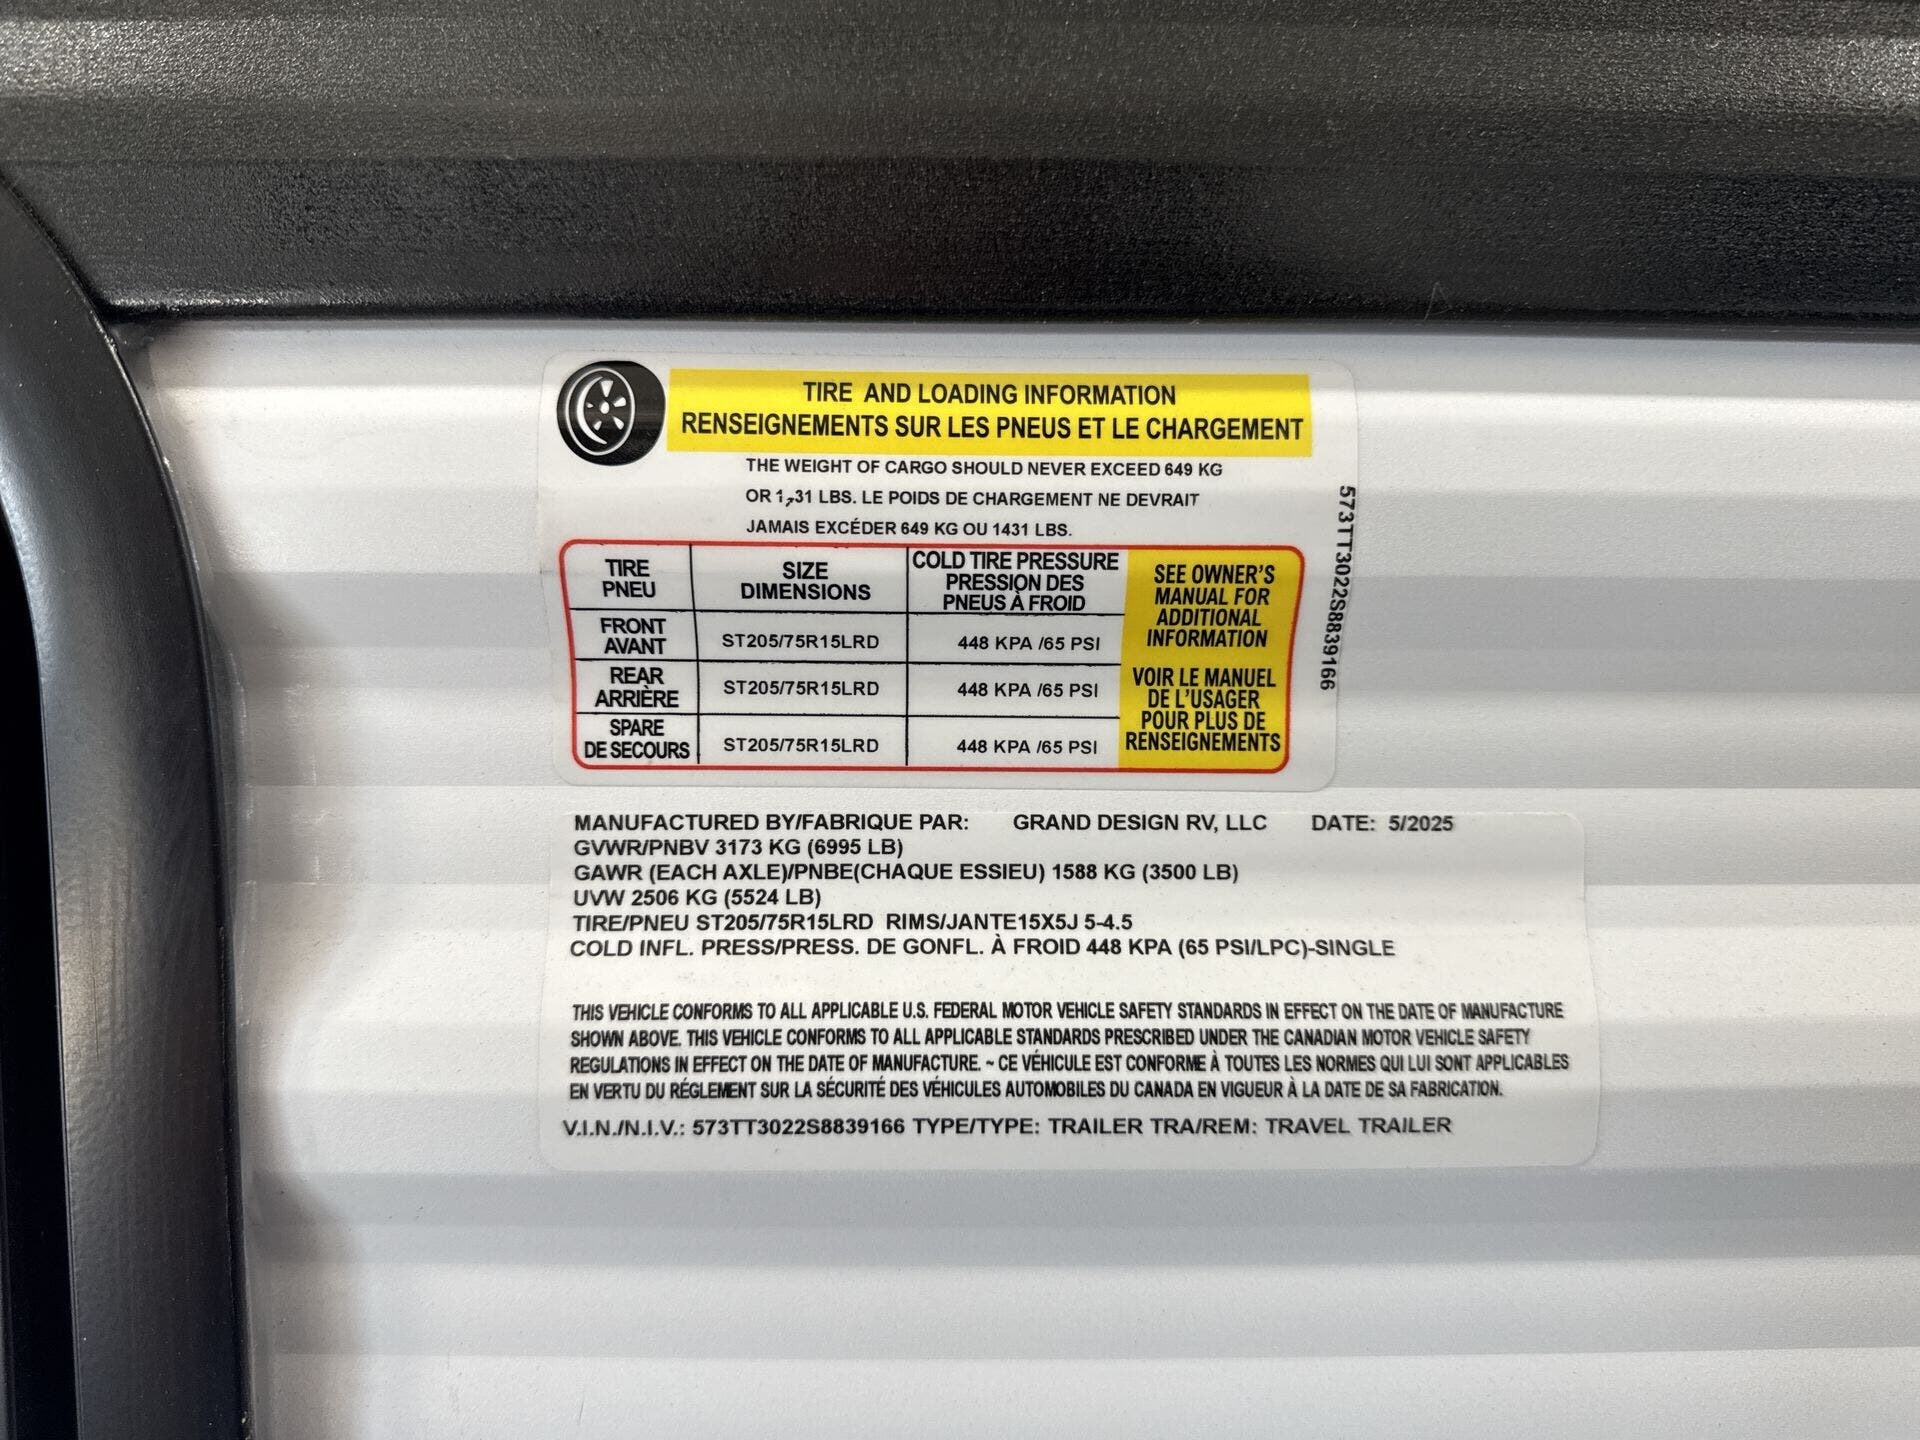 TIRE AND LOADING INFORMATION
RENSEIGNEMENTS SUR LES PNEUS ET LE CHARGEMENT
THE WEIGHT OF CARGO SHOULD NEVER EXCEED 649 KG
OR LBS. LE POIDS DE CHARGEMENT NE DEVRAIT
JAMAIS EXCÉDER 649 KG OU 1431 LBS.
TIRE PNEU SIZE DIMENSIONS COLD TIRE PRESSURE PRESSION DES PNEUS À FROID
FRONT AVANT ST205/75R15LRD 448 KPA /65 PSI
REAR ARRIÈRE ST205/75R15LRD 448 KPA /65 PSI
SPARE DE SECOURS ST205/75R15LRD 448 KPA /65 PSI
SEE OWNER'S
MANUAL FOR
ADDITIONAL
INFORMATION
VOIR LE MANUEL
DE L'USAGER
POUR PLUS DE
RENSEIGNEMENTS
573TT3022S8839166
MANUFACTURED BY/FABRIQUE PAR: GRAND DESIGN RV, LLC DATE: 5/2025
GVWR/PNBV 3173 KG (6995 LB)
GAWR (EACH AXLE)/PNBE(CHAQUE ESSIEU) 1588 KG (3500 LB)
UVW 2506 KG (5524 LB)
TIRE/PNEU ST205/75R15LRD RIMS/JANTE15X5J 5-4.5
COLD INFL. PRESS/PRESS. DE GONFL. À FROID 448 KPA (65 PSI/LPC)-SINGLE
THIS VEHICLE CONFORMS TO ALL APPLICABLE U.S. FEDERAL MOTOR VEHICLE SAFETY STANDARDS IN EFFECT ON THE DATE OF MANUFACTURE
SHOWN ABOVE. THIS VEHICLE CONFORMS TO ALL APPLICABLE STANDARDS PRESCRIBED UNDER THE CANADIAN MOTOR VEHICLE SAFETY
REGULATIONS IN EFFECT ON THE DATE OF MANUFACTURE. ~ CE VÉHICULE EST CONFORME À TOUTES LES NORMES QUI LUI SONT APPLICABLES
EN VERTU DU RÉGLEMENT SUR LA SÉCURITÉ DES VÉHICULES AUTOMOBILES DU CANADA EN VIGUEUR À LA DATE DE SA FABRICATION.
V.I.N./N.I.V.: 573TT3022S8839166 TYPE/TYPE: TRAILER TRA/REM: TRAVEL TRAILER